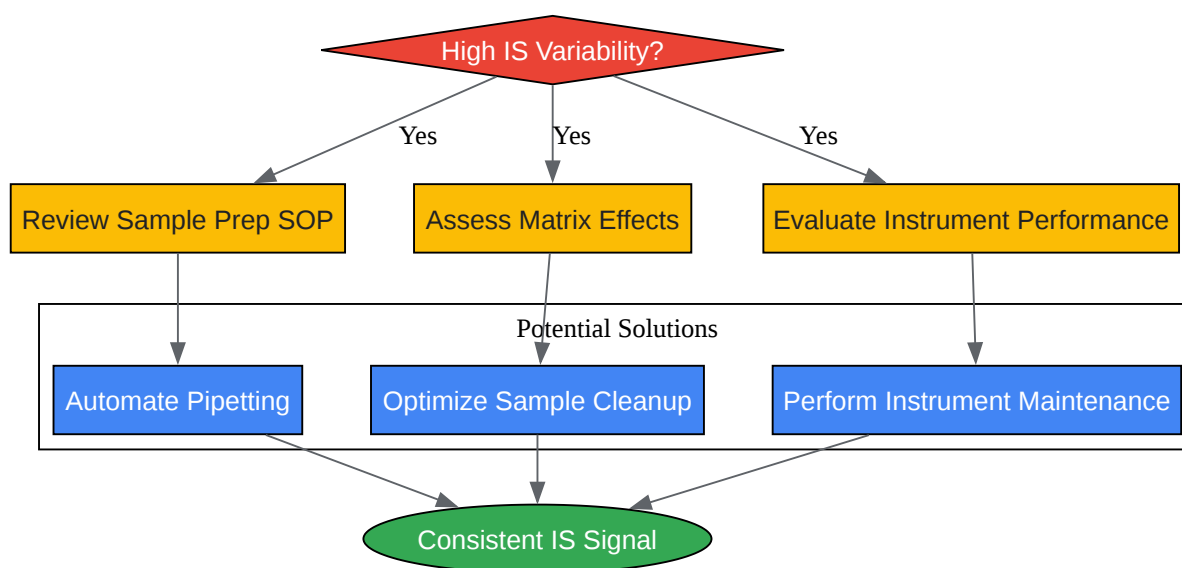 High IS Variability?
Yes
Yes
Yes
Review Sample Prep SOP
Assess Matrix Effects
Evaluate Instrument Performance
Potential Solutions
Automate Pipetting
Optimize Sample Cleanup
Perform Instrument Maintenance
Consistent IS Signal